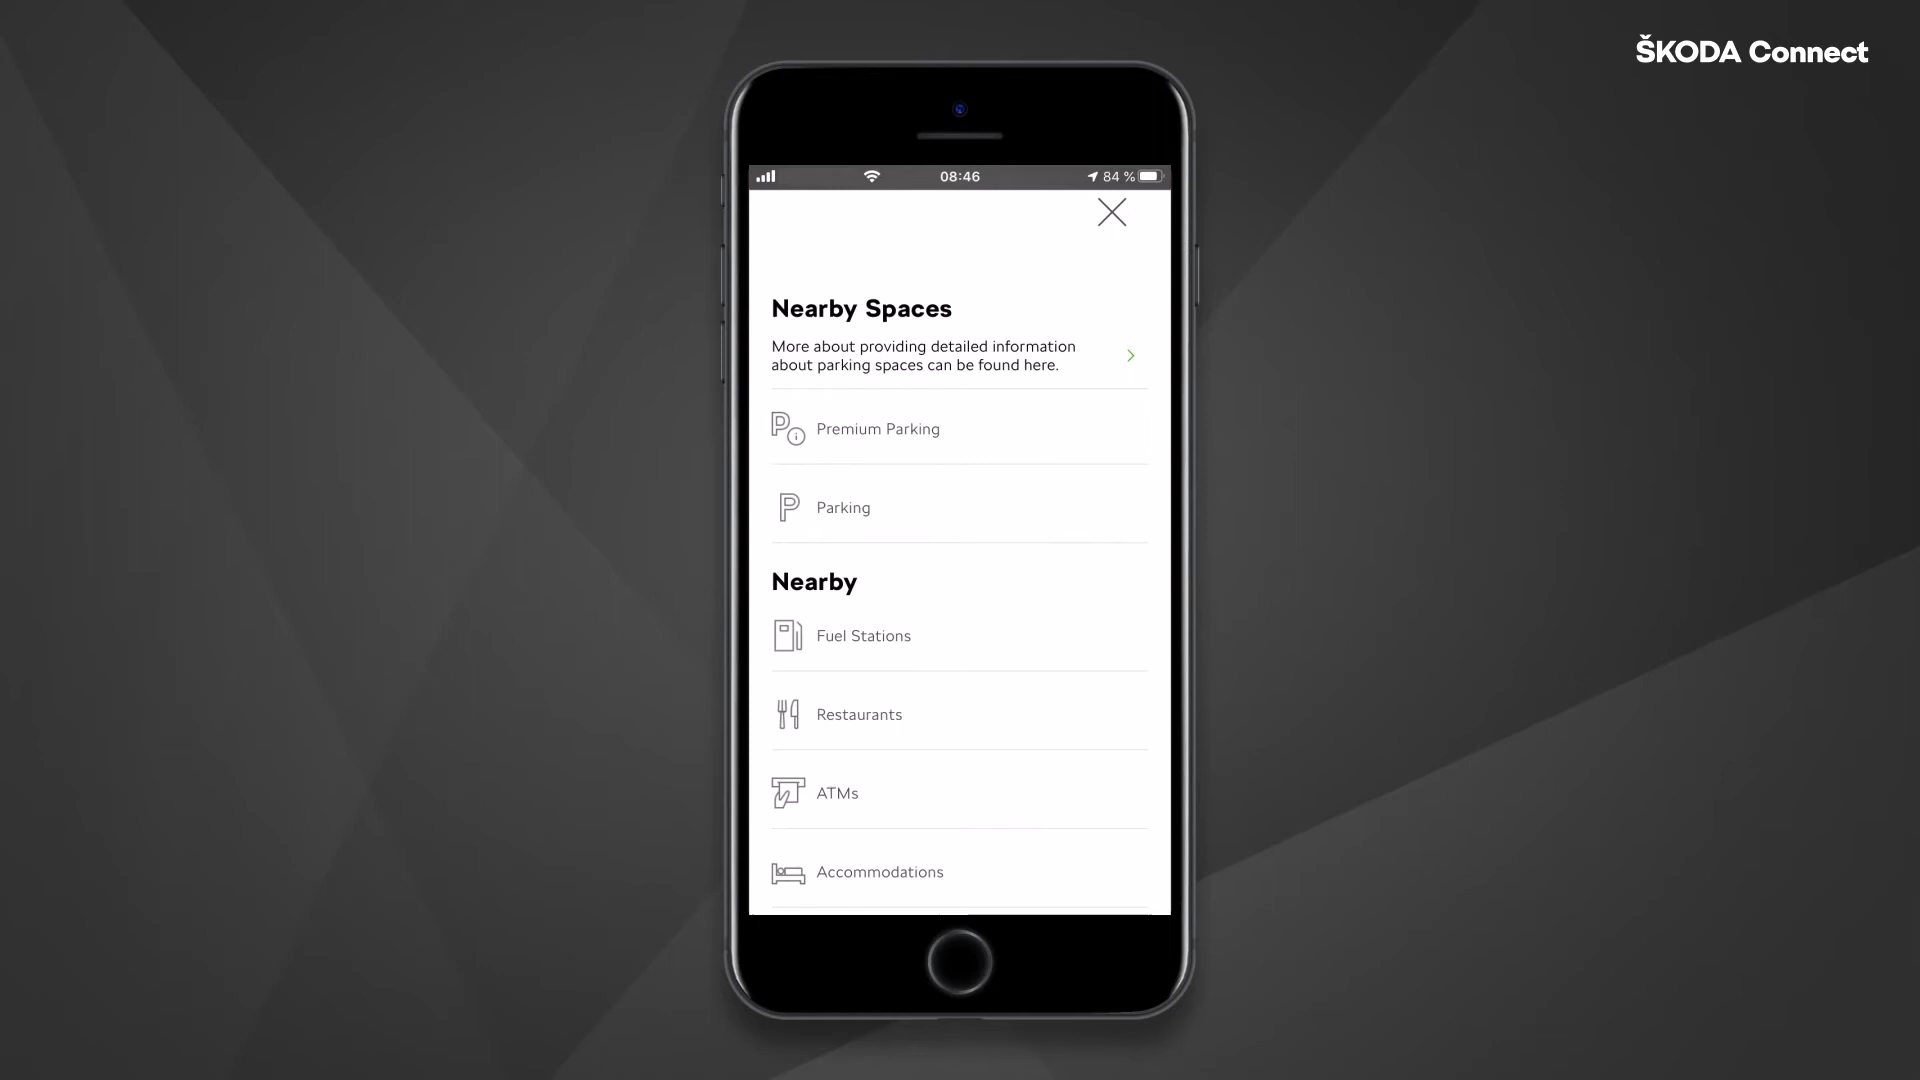 ŠKODA Connect
08:46
84 %
Nearby Spaces
More about providing detailed information
about parking spaces can be found here.
Premium Parking
Parking
Nearby
Fuel Stations
Restaurants
ATMs
Accommodations